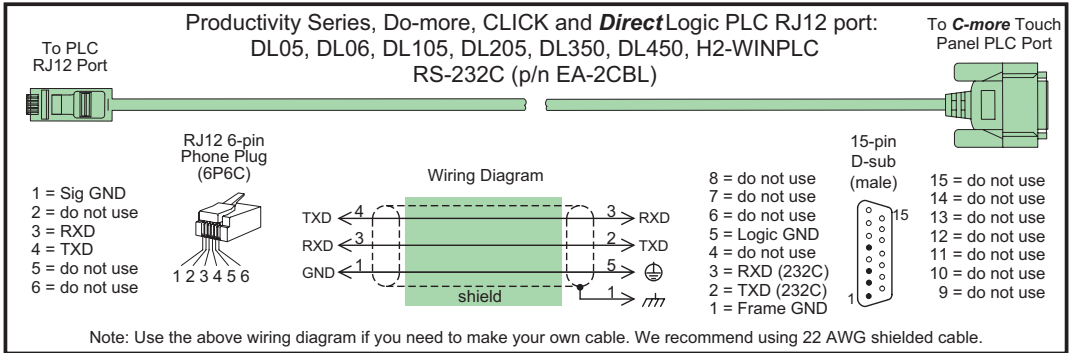 Productivity Series, Do-more, CLICK and DirectLogic PLC RJ12 port:
DL05, DL06, DL105, DL205, DL350, DL450, H2-WINPLC
RS-232C (p/n EA-2CBL)
To PLC
RJ12 Port
To C-more Touch
Panel PLC Port
RJ12 6-pin
Phone Plug
(6P6C)
1 = Sig GND
2 = do not use
3 = RXD
4 = TXD
5 = do not use
6 = do not use
1 2 3 4 5 6
Wiring Diagram
TXD 4 3 RXD
RXD 3 2 TXD
GND 1 5
1
shield
8 = do not use
7 = do not use
6 = do not use
5 = Logic GND
4 = do not use
3 = RXD (232C)
2 = TXD (232C)
1 = Frame GND
15-pin
D-sub
(male)
15
1
15 = do not use
14 = do not use
13 = do not use
12 = do not use
11 = do not use
10 = do not use
9 = do not use
Note: Use the above wiring diagram if you need to make your own cable. We recommend using 22 AWG shielded cable.